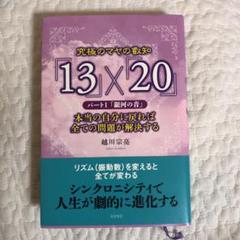 究極のマヤの叡知
『13』×『20』
パート1「銀河の音」
本当の自分に戻れば
全ての問題が解決する
越川宗亮
リズム(振動数)を変えると
全てが変わる
シンクロニシティで
人生が劇的に進化する